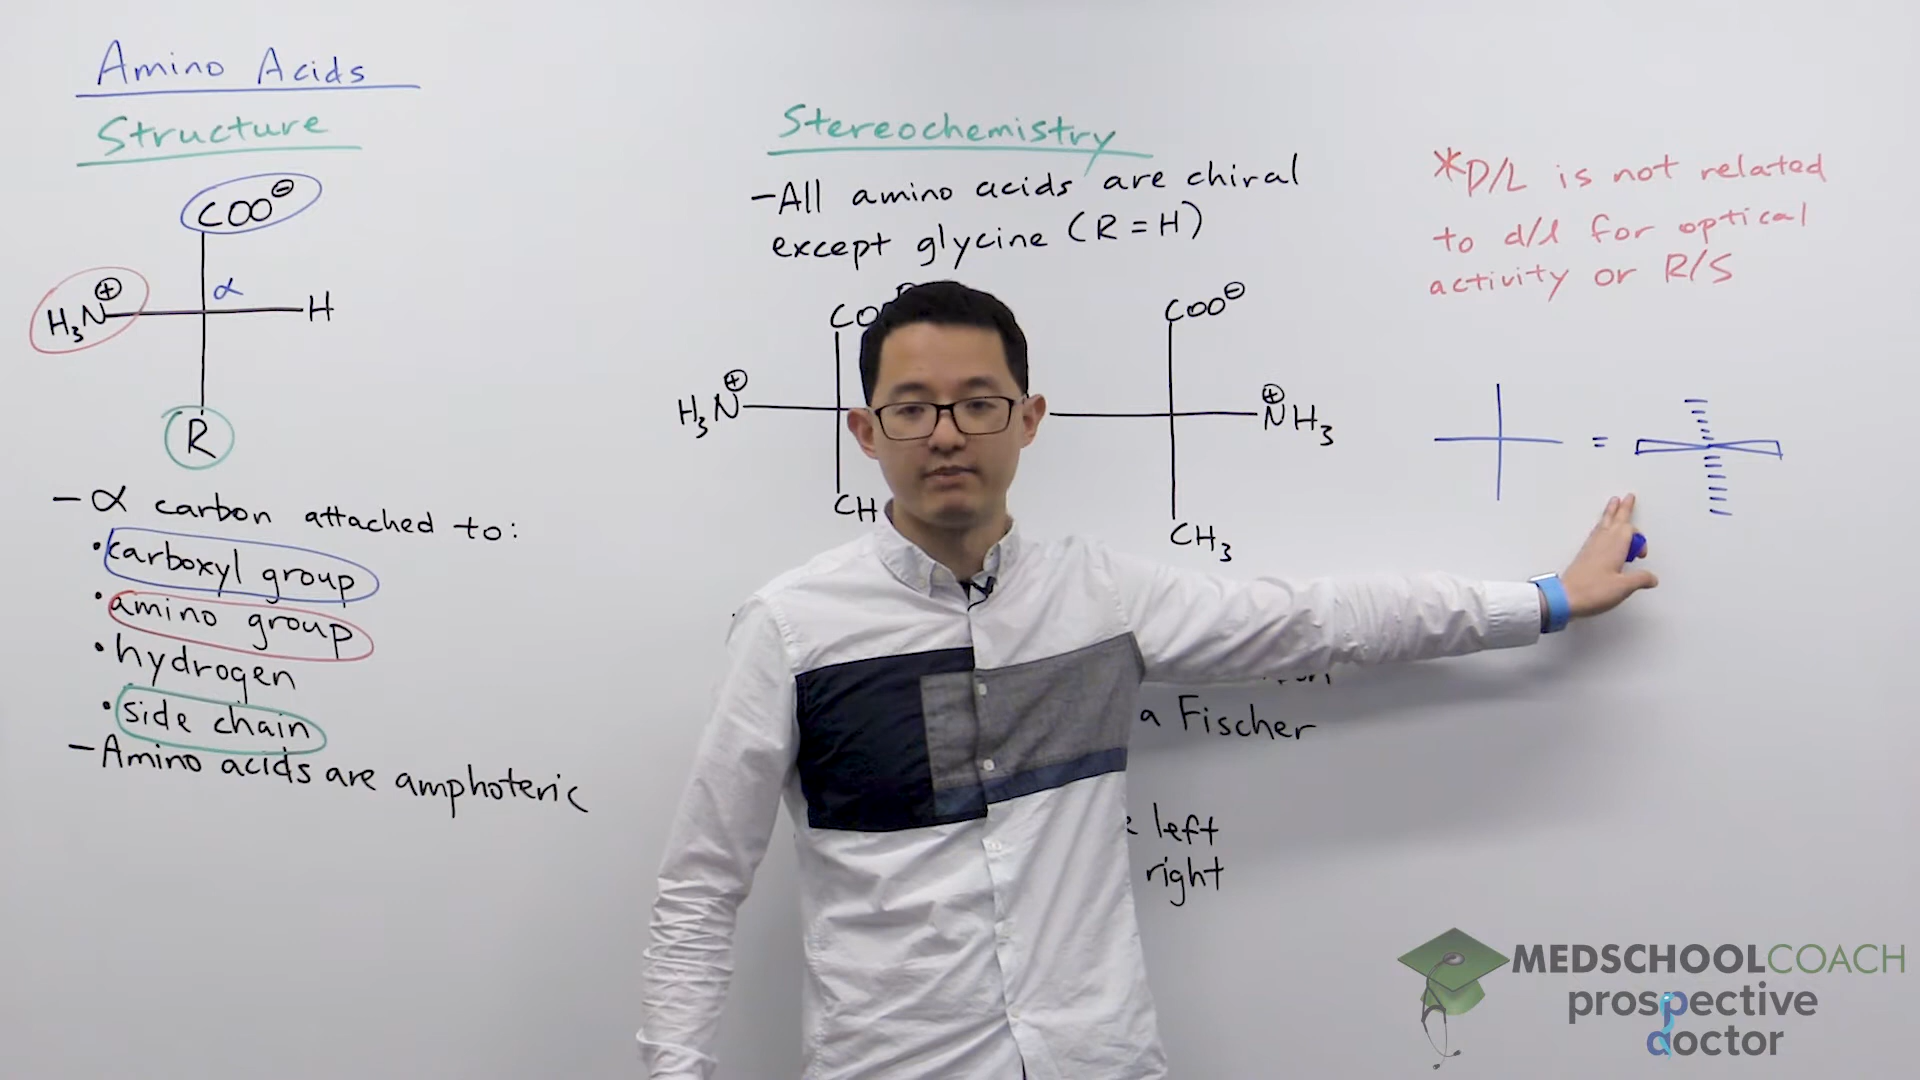 Amino Acids
Structure
COO⊖
α
H₃N⊕ H
R
- α carbon attached to:
• carboxyl group
• amino group
• hydrogen
• side chain
- Amino acids are amphoteric
Stereochemistry
- All amino acids are chiral
except glycine (R = H)
COO⊖
H₃N⊕
⊕NH₃
CH
CH₃
a Fischer
left
right
*D/L is not related
to d/l for optical
activity or R/S
=
MEDSCHOOLCOACH
prospective
doctor